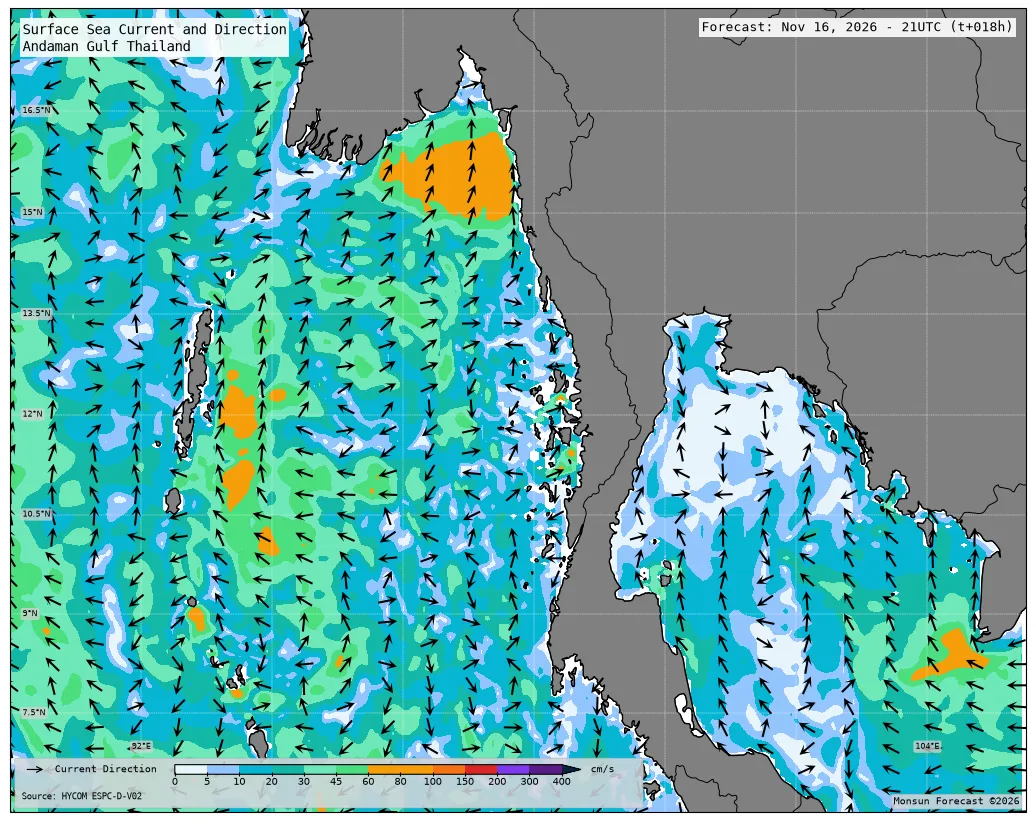 Surface Sea Current and Direction
Andaman Gulf Thailand
Forecast: Nov 16, 2026 - 21UTC (t+018h)
16.5°N
15°N
13.5°N
12°N
10.5°N
9°N
7.5°N
92°E
104°E
Current Direction
0 5 10 20 30 45 60 80 100 150 200 300 400 cm/s
Source: HYCOM ESPC-D-V02
Monsun Forecast ©2026